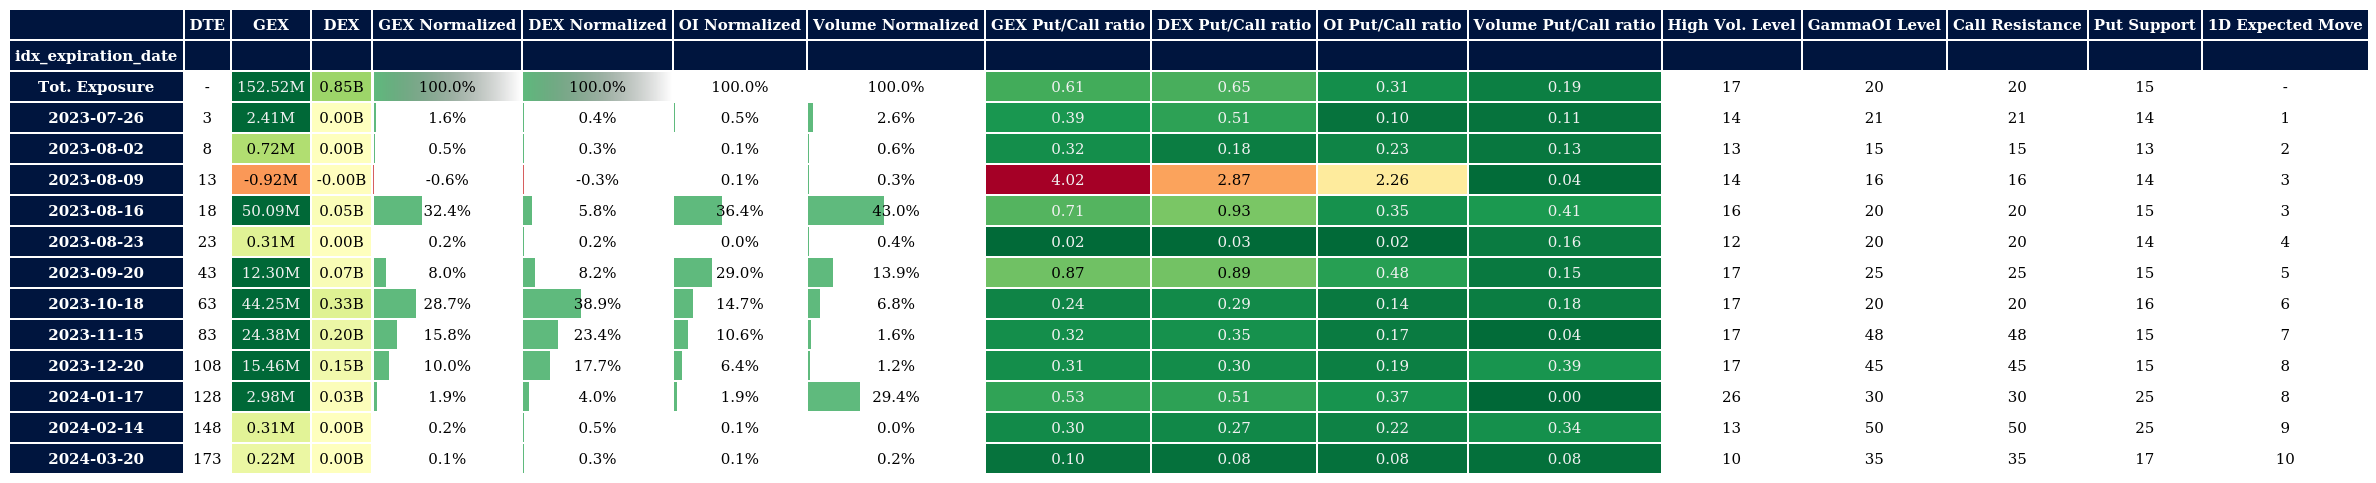 DTE GEX DEX GEX Normalized DEX Normalized OI Normalized Volume Normalized GEX Put/Call ratio DEX Put/Call ratio OI Put/Call ratio Volume Put/Call ratio High Vol. Level GammaOI Level Call Resistance Put Support 1D Expected Move
idx_expiration_date
Tot. Exposure - 152.52M 0.85B 100.0% 100.0% 100.0% 100.0% 0.61 0.65 0.31 0.19 17 20 20 15 -
2023-07-26 3 2.41M 0.00B 1.6% 0.4% 0.5% 2.6% 0.39 0.51 0.10 0.11 14 21 21 14 1
2023-08-02 8 0.72M 0.00B 0.5% 0.3% 0.1% 0.6% 0.32 0.18 0.23 0.13 13 15 15 13 2
2023-08-09 13 -0.92M -0.00B -0.6% -0.3% 0.1% 0.3% 4.02 2.87 2.26 0.04 14 16 16 14 3
2023-08-16 18 50.09M 0.05B 32.4% 5.8% 36.4% 43.0% 0.71 0.93 0.35 0.41 16 20 20 15 3
2023-08-23 23 0.31M 0.00B 0.2% 0.2% 0.0% 0.4% 0.02 0.03 0.02 0.16 12 20 20 14 4
2023-09-20 43 12.30M 0.07B 8.0% 8.2% 29.0% 13.9% 0.87 0.89 0.48 0.15 17 25 25 15 5
2023-10-18 63 44.25M 0.33B 28.7% 38.9% 14.7% 6.8% 0.24 0.29 0.14 0.18 17 20 20 16 6
2023-11-15 83 24.38M 0.20B 15.8% 23.4% 10.6% 1.6% 0.32 0.35 0.17 0.04 17 48 48 15 7
2023-12-20 108 15.46M 0.15B 10.0% 17.7% 6.4% 1.2% 0.31 0.30 0.19 0.39 17 45 45 15 8
2024-01-17 128 2.98M 0.03B 1.9% 4.0% 1.9% 29.4% 0.53 0.51 0.37 0.00 26 30 30 25 8
2024-02-14 148 0.31M 0.00B 0.2% 0.5% 0.1% 0.0% 0.30 0.27 0.22 0.34 13 50 50 25 9
2024-03-20 173 0.22M 0.00B 0.1% 0.3% 0.1% 0.2% 0.10 0.08 0.08 0.08 10 35 35 17 10